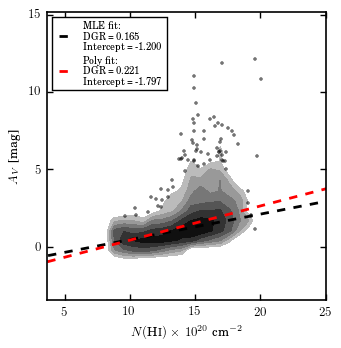 MLE fit:
DGR = 0.165
Intercept = -1.200
Poly fit:
DGR = 0.221
Intercept = -1.797
15
10
5
0
A_V [mag]
5
10
15
20
25
N(HI) × 10^20 cm^−2